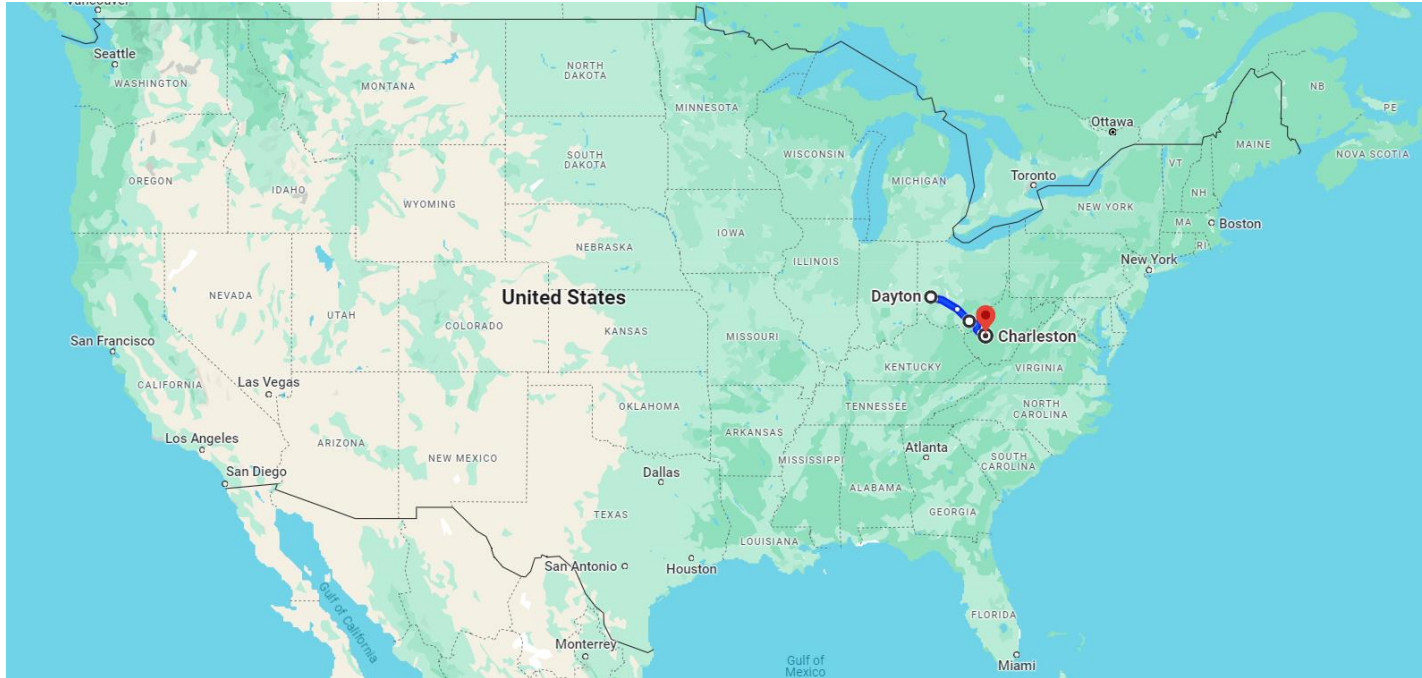 Vancouver
Seattle
WASHINGTON
MONTANA
NORTH
DAKOTA
MINNESOTA
Ottawa
NB
PE
MAINE
NOVA SCOTIA
VT
NH
OREGON
IDAHO
WYOMING
SOUTH
DAKOTA
WISCONSIN
MICHIGAN
Toronto
NEW YORK
MA
Boston
RI
IOWA
NEBRASKA
ILLINOIS
New York
NEVADA
UTAH
United States
COLORADO
KANSAS
MISSOURI
Dayton
Charleston
San Francisco
KENTUCKY
VIRGINIA
CALIFORNIA
Las Vegas
OKLAHOMA
TENNESSEE
NORTH
CAROLINA
ARKANSAS
Los Angeles
ARIZONA
NEW MEXICO
MISSISSIPPI
Atlanta
SOUTH
CAROLINA
San Diego
Dallas
ALABAMA
GEORGIA
TEXAS
LOUISIANA
San Antonio
Houston
Gulf of California
FLORIDA
Monterrey
Gulf of
Mexico
Miami